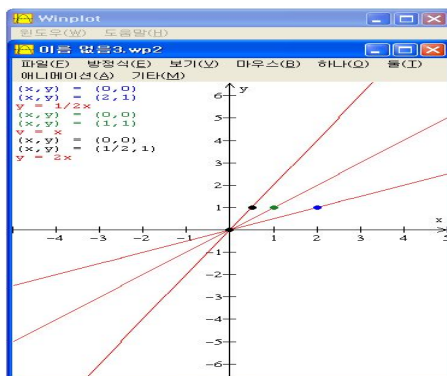 Winplot
윈도우(W) 도움말(H)
이름 없음3.wp2
파일(F) 방정식(E) 보기(V) 마우스(B) 하나(O) 툴(T)
애니메이션(A) 기타(M)
(x,y) = (0,0)
(x,y) = (2,1)
y = 1/2x
(x,y) = (0,0)
(x,y) = (1,1)
y = x
(x,y) = (0,0)
(x,y) = (1/2,1)
y = 2x
y
6
5
4
3
2
1
x
-4 -3 -2 -1 0 1 2 3 4
-1
-2
-3
-4
-5
-6